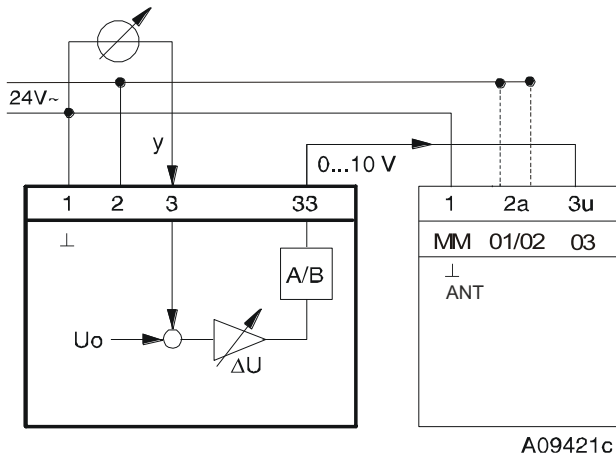 24V~
y
0...10 V
1 2 3 33
1 2a 3u
MM 01/02 03
⊥
⊥
ANT
A/B
Uo
ΔU
A09421c